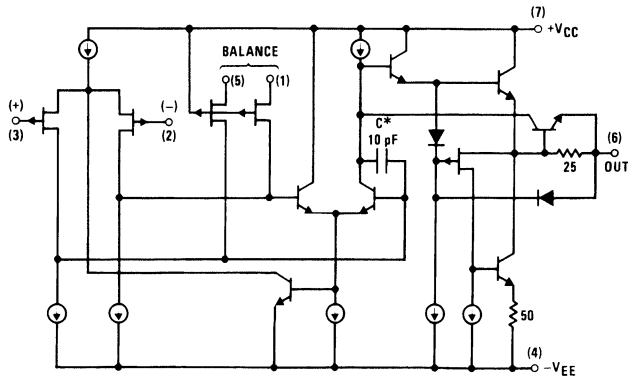 (7)
+VCC
BALANCE
(5) (1)
(+)
(3)
(−)
(2)
C*
10 pF
(6)
25
OUT
50
(4)
−VEE